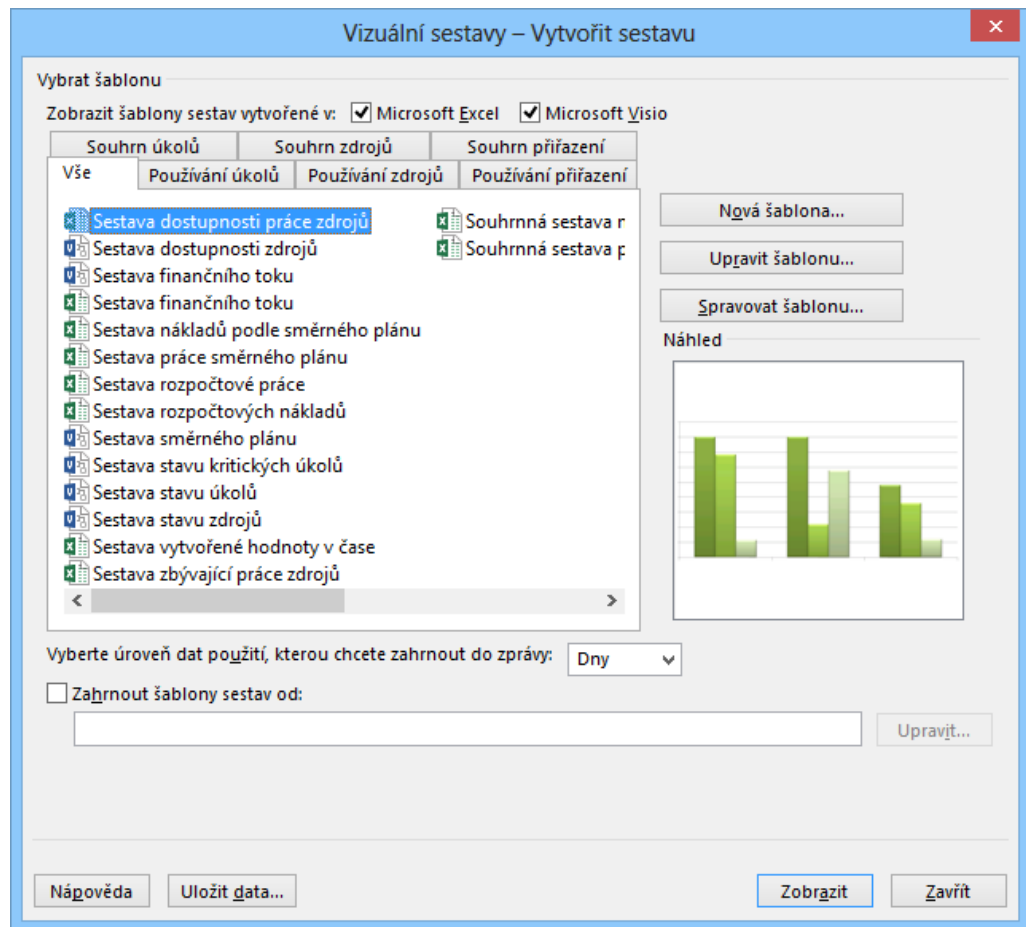 Vizuální sestavy – Vytvořit sestavu
Vybrat šablonu
Zobrazit šablony sestav vytvořené v: Microsoft Excel Microsoft Visio
Souhrn úkolů Souhrn zdrojů Souhrn přiřazení
Vše Používání úkolů Používání zdrojů Používání přiřazení
Sestava dostupnosti práce zdrojů
Sestava dostupnosti zdrojů
Sestava finančního toku
Sestava finančního toku
Sestava nákladů podle směrného plánu
Sestava práce směrného plánu
Sestava rozpočtové práce
Sestava rozpočtových nákladů
Sestava směrného plánu
Sestava stavu kritických úkolů
Sestava stavu úkolů
Sestava stavu zdrojů
Sestava vytvořené hodnoty v čase
Sestava zbývající práce zdrojů
Souhrnná sestava
Souhrnná sestava p
Nová šablona...
Upravit šablonu...
Spravovat šablonu...
Náhled
Vyberte úroveň dat použití, kterou chcete zahrnout do zprávy: Dny
Zahrnout šablony sestav od:
Upravit...
Nápověda Uložit data... Zobrazit Zavřít